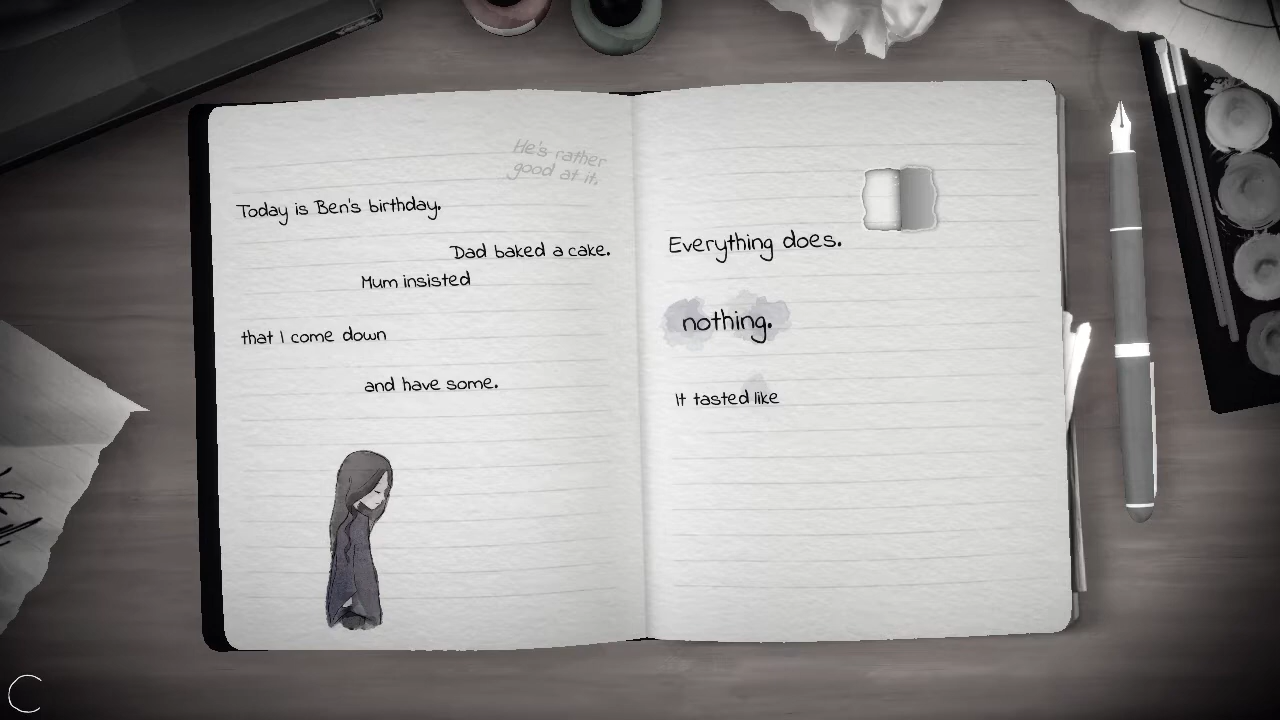 He's rather
good at it.
Today is Ben's birthday.
Dad baked a cake.
Mum insisted
that I come down
and have some.
Everything does.
nothing.
It tasted like